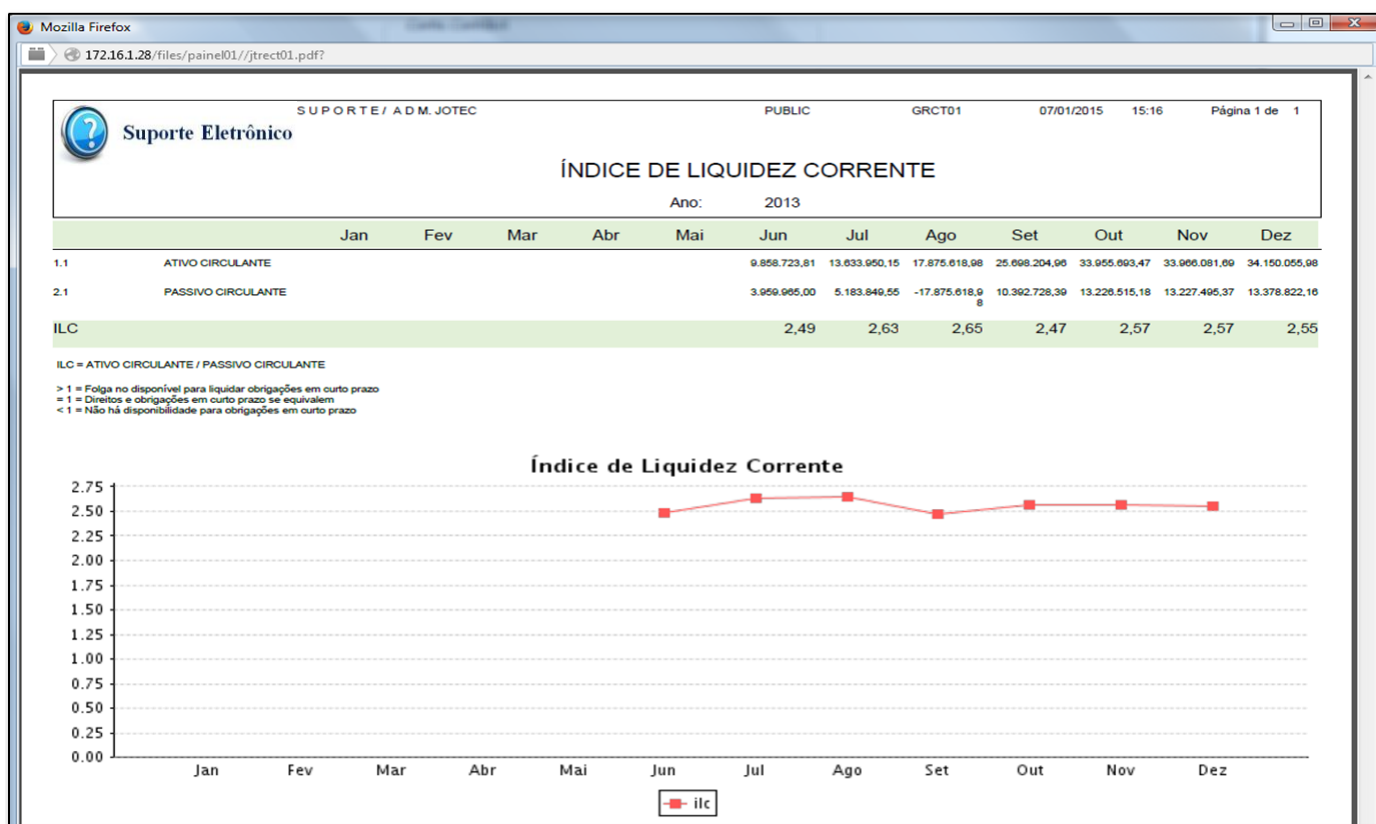 Mozilla Firefox
172.16.1.28/files/painel01//jtrect01.pdf?
S U P O R T E / A D M. JOTEC PUBLIC GRCT01 07/01/2015 15:16 Página 1 de 1
Suporte Eletrônico
ÍNDICE DE LIQUIDEZ CORRENTE
Ano: 2013
Jan Fev Mar Abr Mai Jun Jul Ago Set Out Nov Dez
1.1 ATIVO CIRCULANTE 9.858.723,81 13.633.950,15 17.875.618,98 25.698.204,96 33.955.693,47 33.966.081,69 34.150.055,98
2.1 PASSIVO CIRCULANTE 3.959.965,00 5.183.849,55 -17.875.618,9 10.392.728,39 13.226.515,18 13.227.495,37 13.378.822,16
8
ILC 2,49 2,63 2,65 2,47 2,57 2,57 2,55
ILC = ATIVO CIRCULANTE / PASSIVO CIRCULANTE
> 1 = Folga no disponível para liquidar obrigações em curto prazo
= 1 = Direitos e obrigações em curto prazo se equivalem
< 1 = Não há disponibilidade para obrigações em curto prazo
Índice de Liquidez Corrente
2.75
2.50
2.25
2.00
1.75
1.50
1.25
1.00
0.75
0.50
0.25
0.00
Jan Fev Mar Abr Mai Jun Jul Ago Set Out Nov Dez
ilc